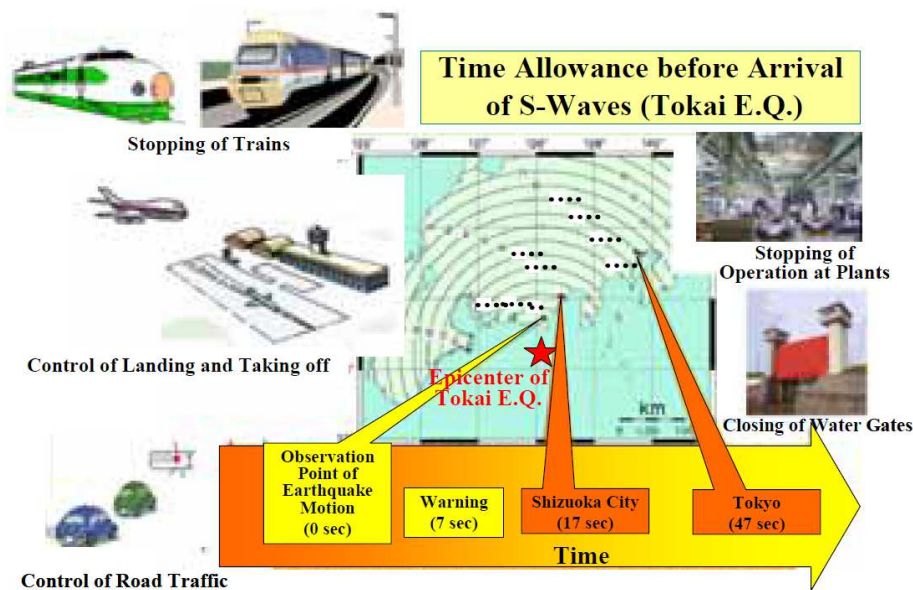 Time Allowance before Arrival
of S-Waves (Tokai E.Q.)
Stopping of Trains
Stopping of
Operation at Plants
Control of Landing and Taking off
Epicenter of
Tokai E.Q.
km
Closing of Water Gates
Observation
Point of
Earthquake
Motion
(0 sec)
Warning
(7 sec)
Shizuoka City
(17 sec)
Tokyo
(47 sec)
Time
Control of Road Traffic